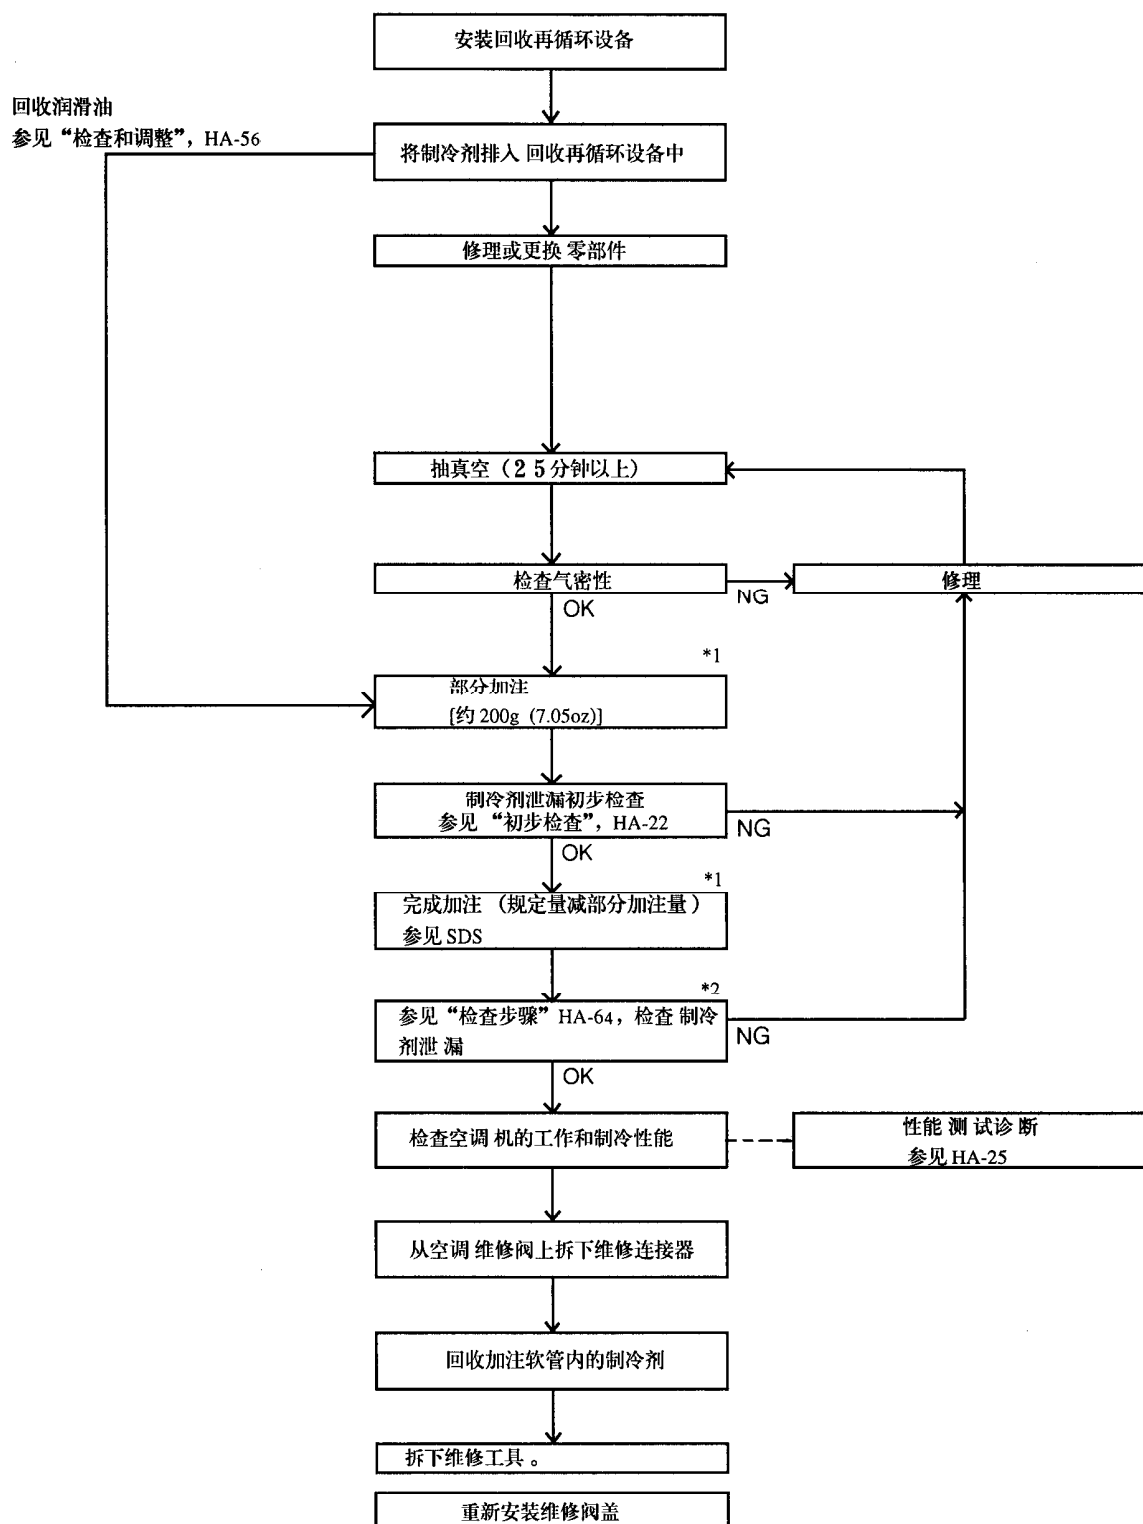 安装回收再循环设备
回收润滑油
参见“检查和调整”，HA-56
将制冷剂排入 回收再循环设备中
修理或更换 零部件
抽真空（2 5分钟以上）
检查气密性
NG
修理
OK
*1
部分加注
[约 200g (7.05oz)]
制冷剂泄漏初步检查
参见 “初步检查”，HA-22
NG
OK
*1
完成加注 （规定量减部分加注量）
参见 SDS
*2
参见“检查步骤” HA-64，检查 制冷
剂泄 漏
NG
OK
检查空调 机的工作和制冷性能
性能 测 试诊 断
参见 HA-25
从空调 维修阀上拆下维修连接器
回收加注软管内的制冷剂
拆下维修工具 。
重新安装维修阀盖